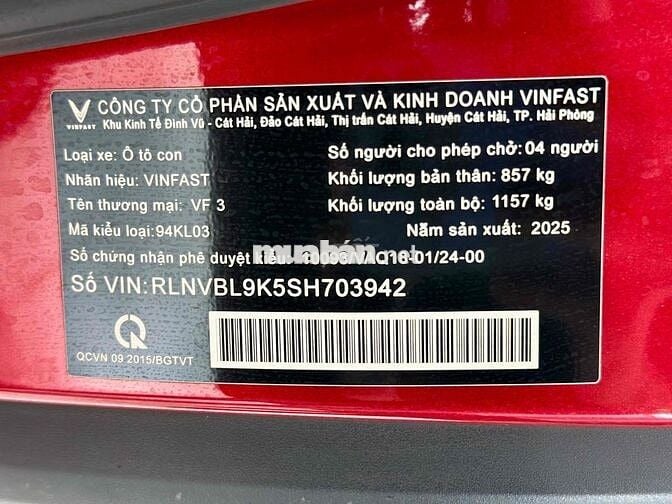 CÔNG TY CỔ PHẦN SẢN XUẤT VÀ KINH DOANH VINFAST
VINFAST
Khu Kinh Tế Đình Vũ - Cát Hải, Đảo Cát Hải, Thị trấn Cát Hải, Huyện Cát Hải, TP. Hải Phòng
Loại xe: Ô tô con
Số người cho phép chở: 04 người
Nhãn hiệu: VINFAST
Khối lượng bản thân: 857 kg
Tên thương mại: VF 3
Khối lượng toàn bộ: 1157 kg
Mã kiểu loại: 94KL03
Năm sản xuất: 2025
Số chứng nhận phê duyệt kiểu: 01/24-00
Số VIN: RLNVBL9K5SH703942
QCVN 09:2015/BGTVT